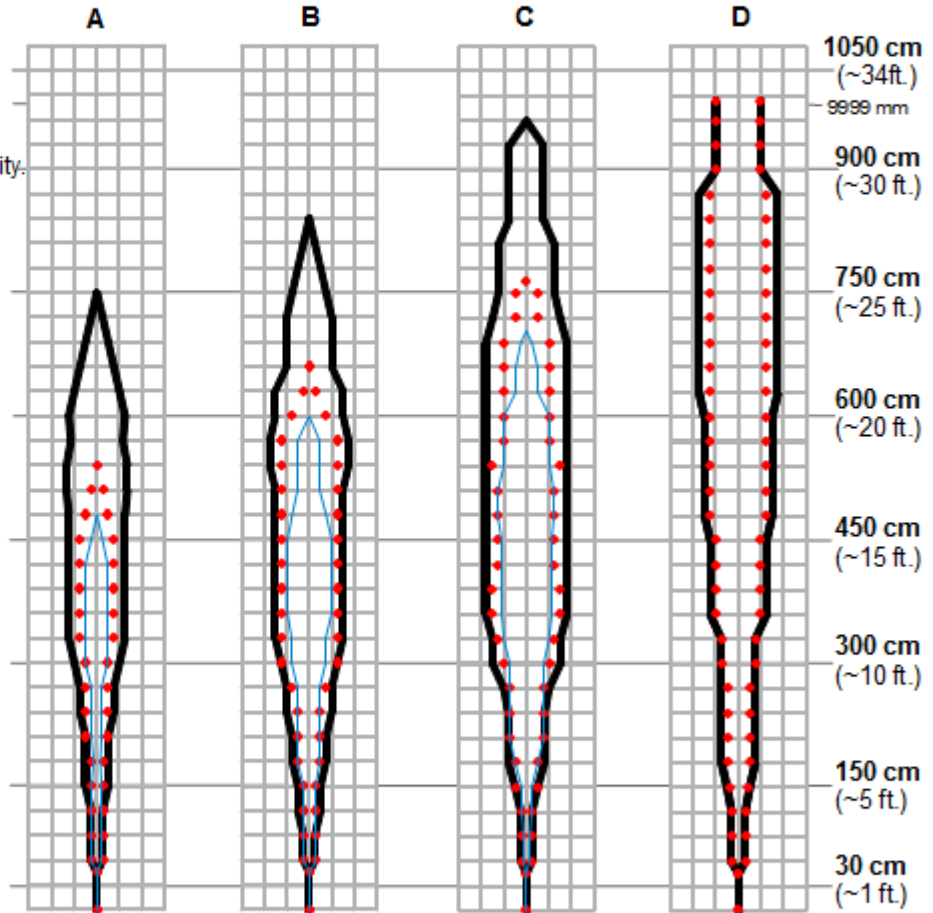 A B C D
1050 cm
(~34ft.)
9999 mm
ity.
900 cm
(~30 ft.)
750 cm
(~25 ft.)
600 cm
(~20 ft.)
450 cm
(~15 ft.)
300 cm
(~10 ft.)
150 cm
(~5 ft.)
30 cm
(~1 ft.)